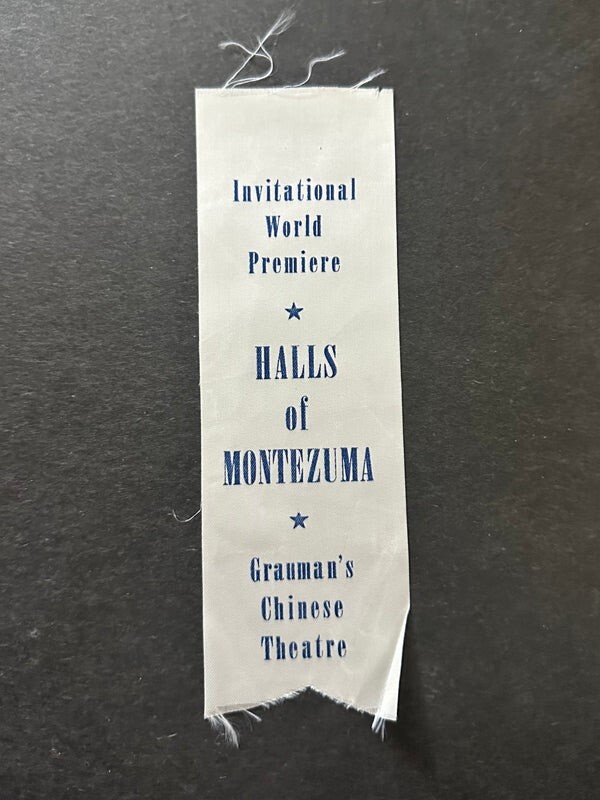 Invitational
World
Premiere
HALLS
of
MONTEZUMA
Grauman's
Chinese
Theatre